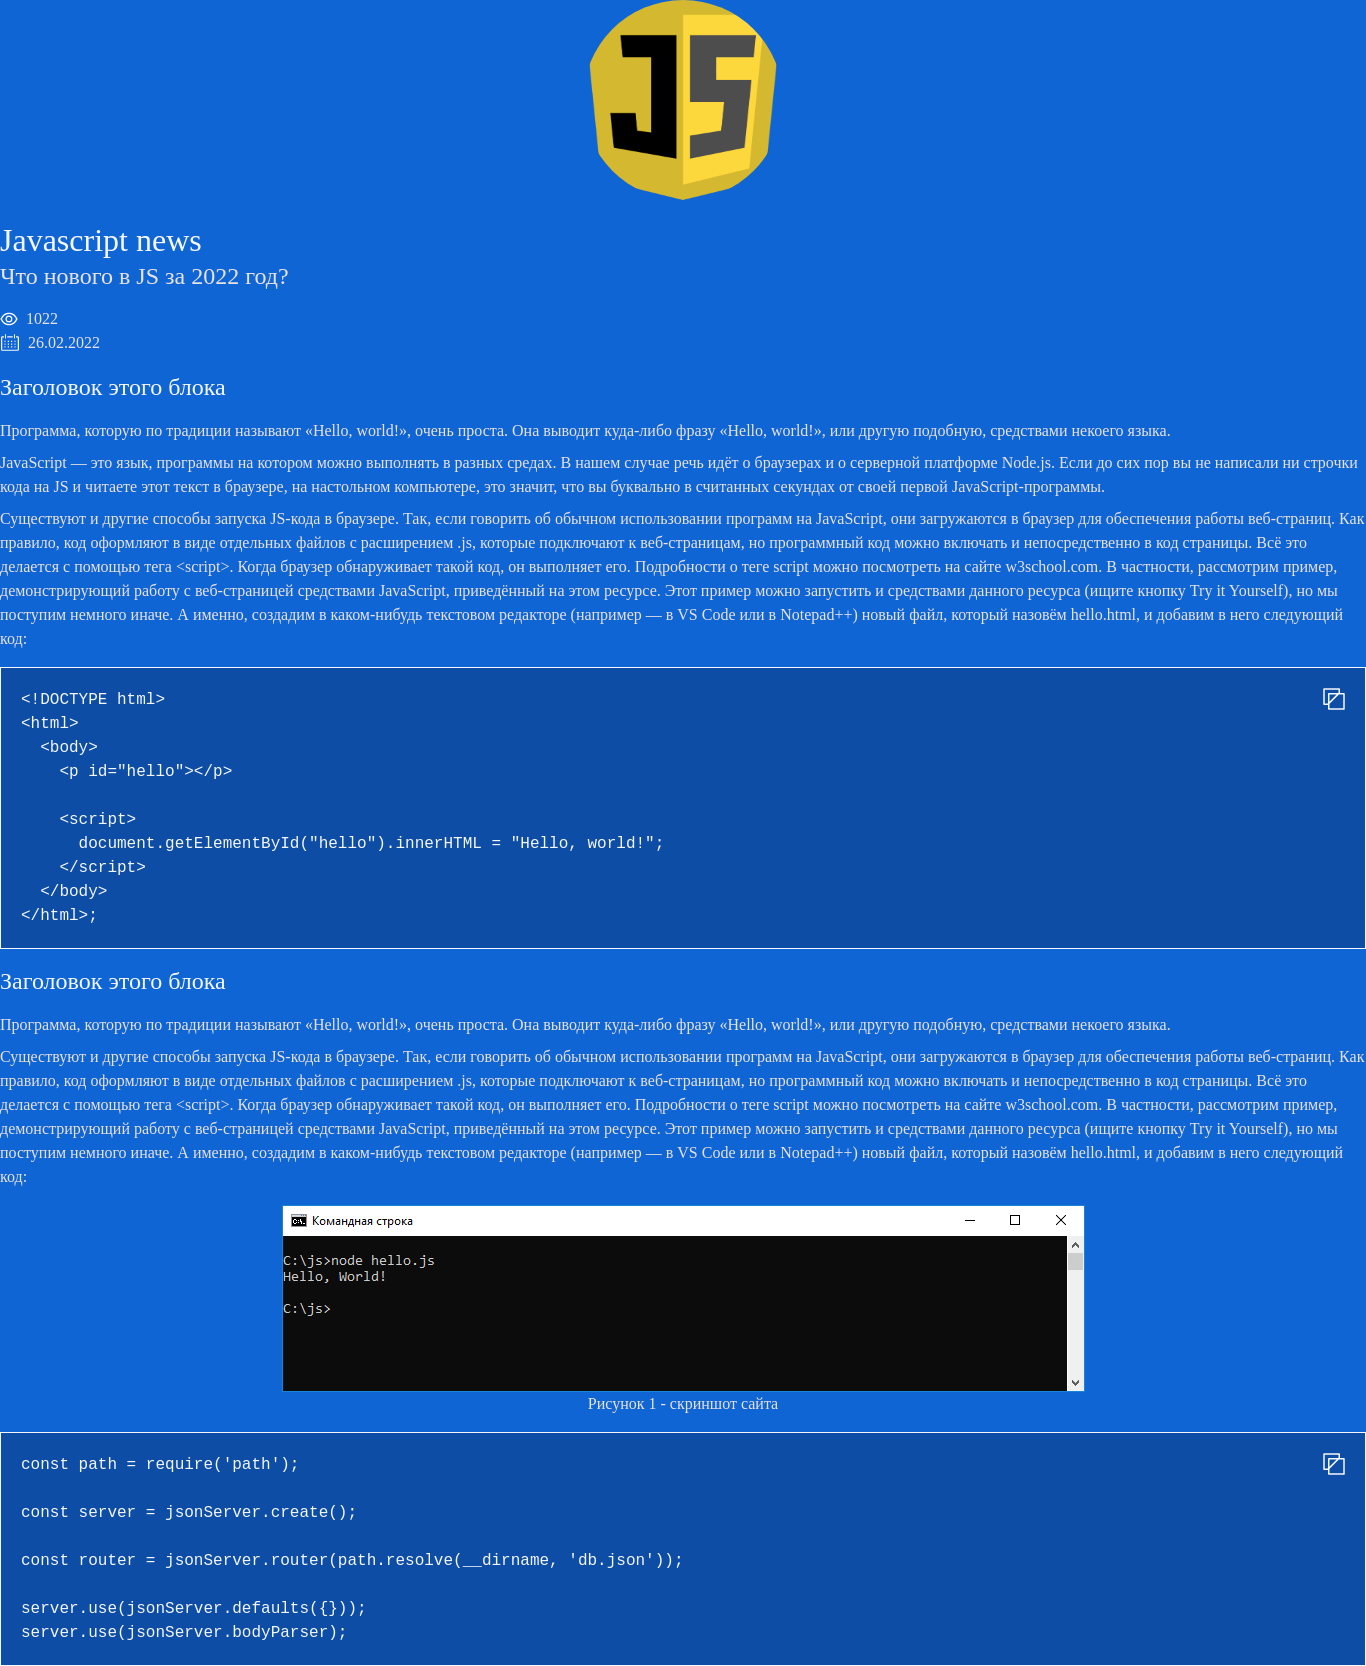 JS
Javascript news
Что нового в JS за 2022 год?
1022
26.02.2022
Заголовок этого блока
Программа, которую по традиции называют «Hello, world!», очень проста. Она выводит куда-либо фразу «Hello, world!», или другую подобную, средствами некоего языка.
JavaScript — это язык, программы на котором можно выполнять в разных средах. В нашем случае речь идёт о браузерах и о серверной платформе Node.js. Если до сих пор вы не написали ни строчки
кода на JS и читаете этот текст в браузере, на настольном компьютере, это значит, что вы буквально в считанных секундах от своей первой JavaScript-программы.
Существуют и другие способы запуска JS-кода в браузере. Так, если говорить об обычном использовании программ на JavaScript, они загружаются в браузер для обеспечения работы веб-страниц. Как
правило, код оформляют в виде отдельных файлов с расширением .js, которые подключают к веб-страницам, но программный код можно включать и непосредственно в код страницы. Всё это
делается с помощью тега <script>. Когда браузер обнаруживает такой код, он выполняет его. Подробности о теге script можно посмотреть на сайте w3school.com. В частности, рассмотрим пример,
демонстрирующий работу с веб-страницей средствами JavaScript, приведённый на этом ресурсе. Этот пример можно запустить и средствами данного ресурса (ищите кнопку Try it Yourself), но мы
поступим немного иначе. А именно, создадим в каком-нибудь текстовом редакторе (например — в VS Code или в Notepad++) новый файл, который назовём hello.html, и добавим в него следующий
код:
<!DOCTYPE html>
<html>
  <body>
    <p id="hello"></p>
    <script>
      document.getElementById("hello").innerHTML = "Hello, world!";
    </script>
  </body>
</html>;
Заголовок этого блока
Программа, которую по традиции называют «Hello, world!», очень проста. Она выводит куда-либо фразу «Hello, world!», или другую подобную, средствами некоего языка.
Существуют и другие способы запуска JS-кода в браузере. Так, если говорить об обычном использовании программ на JavaScript, они загружаются в браузер для обеспечения работы веб-страниц. Как
правило, код оформляют в виде отдельных файлов с расширением .js, которые подключают к веб-страницам, но программный код можно включать и непосредственно в код страницы. Всё это
делается с помощью тега <script>. Когда браузер обнаруживает такой код, он выполняет его. Подробности о теге script можно посмотреть на сайте w3school.com. В частности, рассмотрим пример,
демонстрирующий работу с веб-страницей средствами JavaScript, приведённый на этом ресурсе. Этот пример можно запустить и средствами данного ресурса (ищите кнопку Try it Yourself), но мы
поступим немного иначе. А именно, создадим в каком-нибудь текстовом редакторе (например — в VS Code или в Notepad++) новый файл, который назовём hello.html, и добавим в него следующий
код:
C:\. Командная строка
C:\js>node hello.js
Hello, World!
C:\js>
Рисунок 1 - скриншот сайта
const path = require('path');
const server = jsonServer.create();
const router = jsonServer.router(path.resolve(__dirname, 'db.json'));
server.use(jsonServer.defaults({}));
server.use(jsonServer.bodyParser);